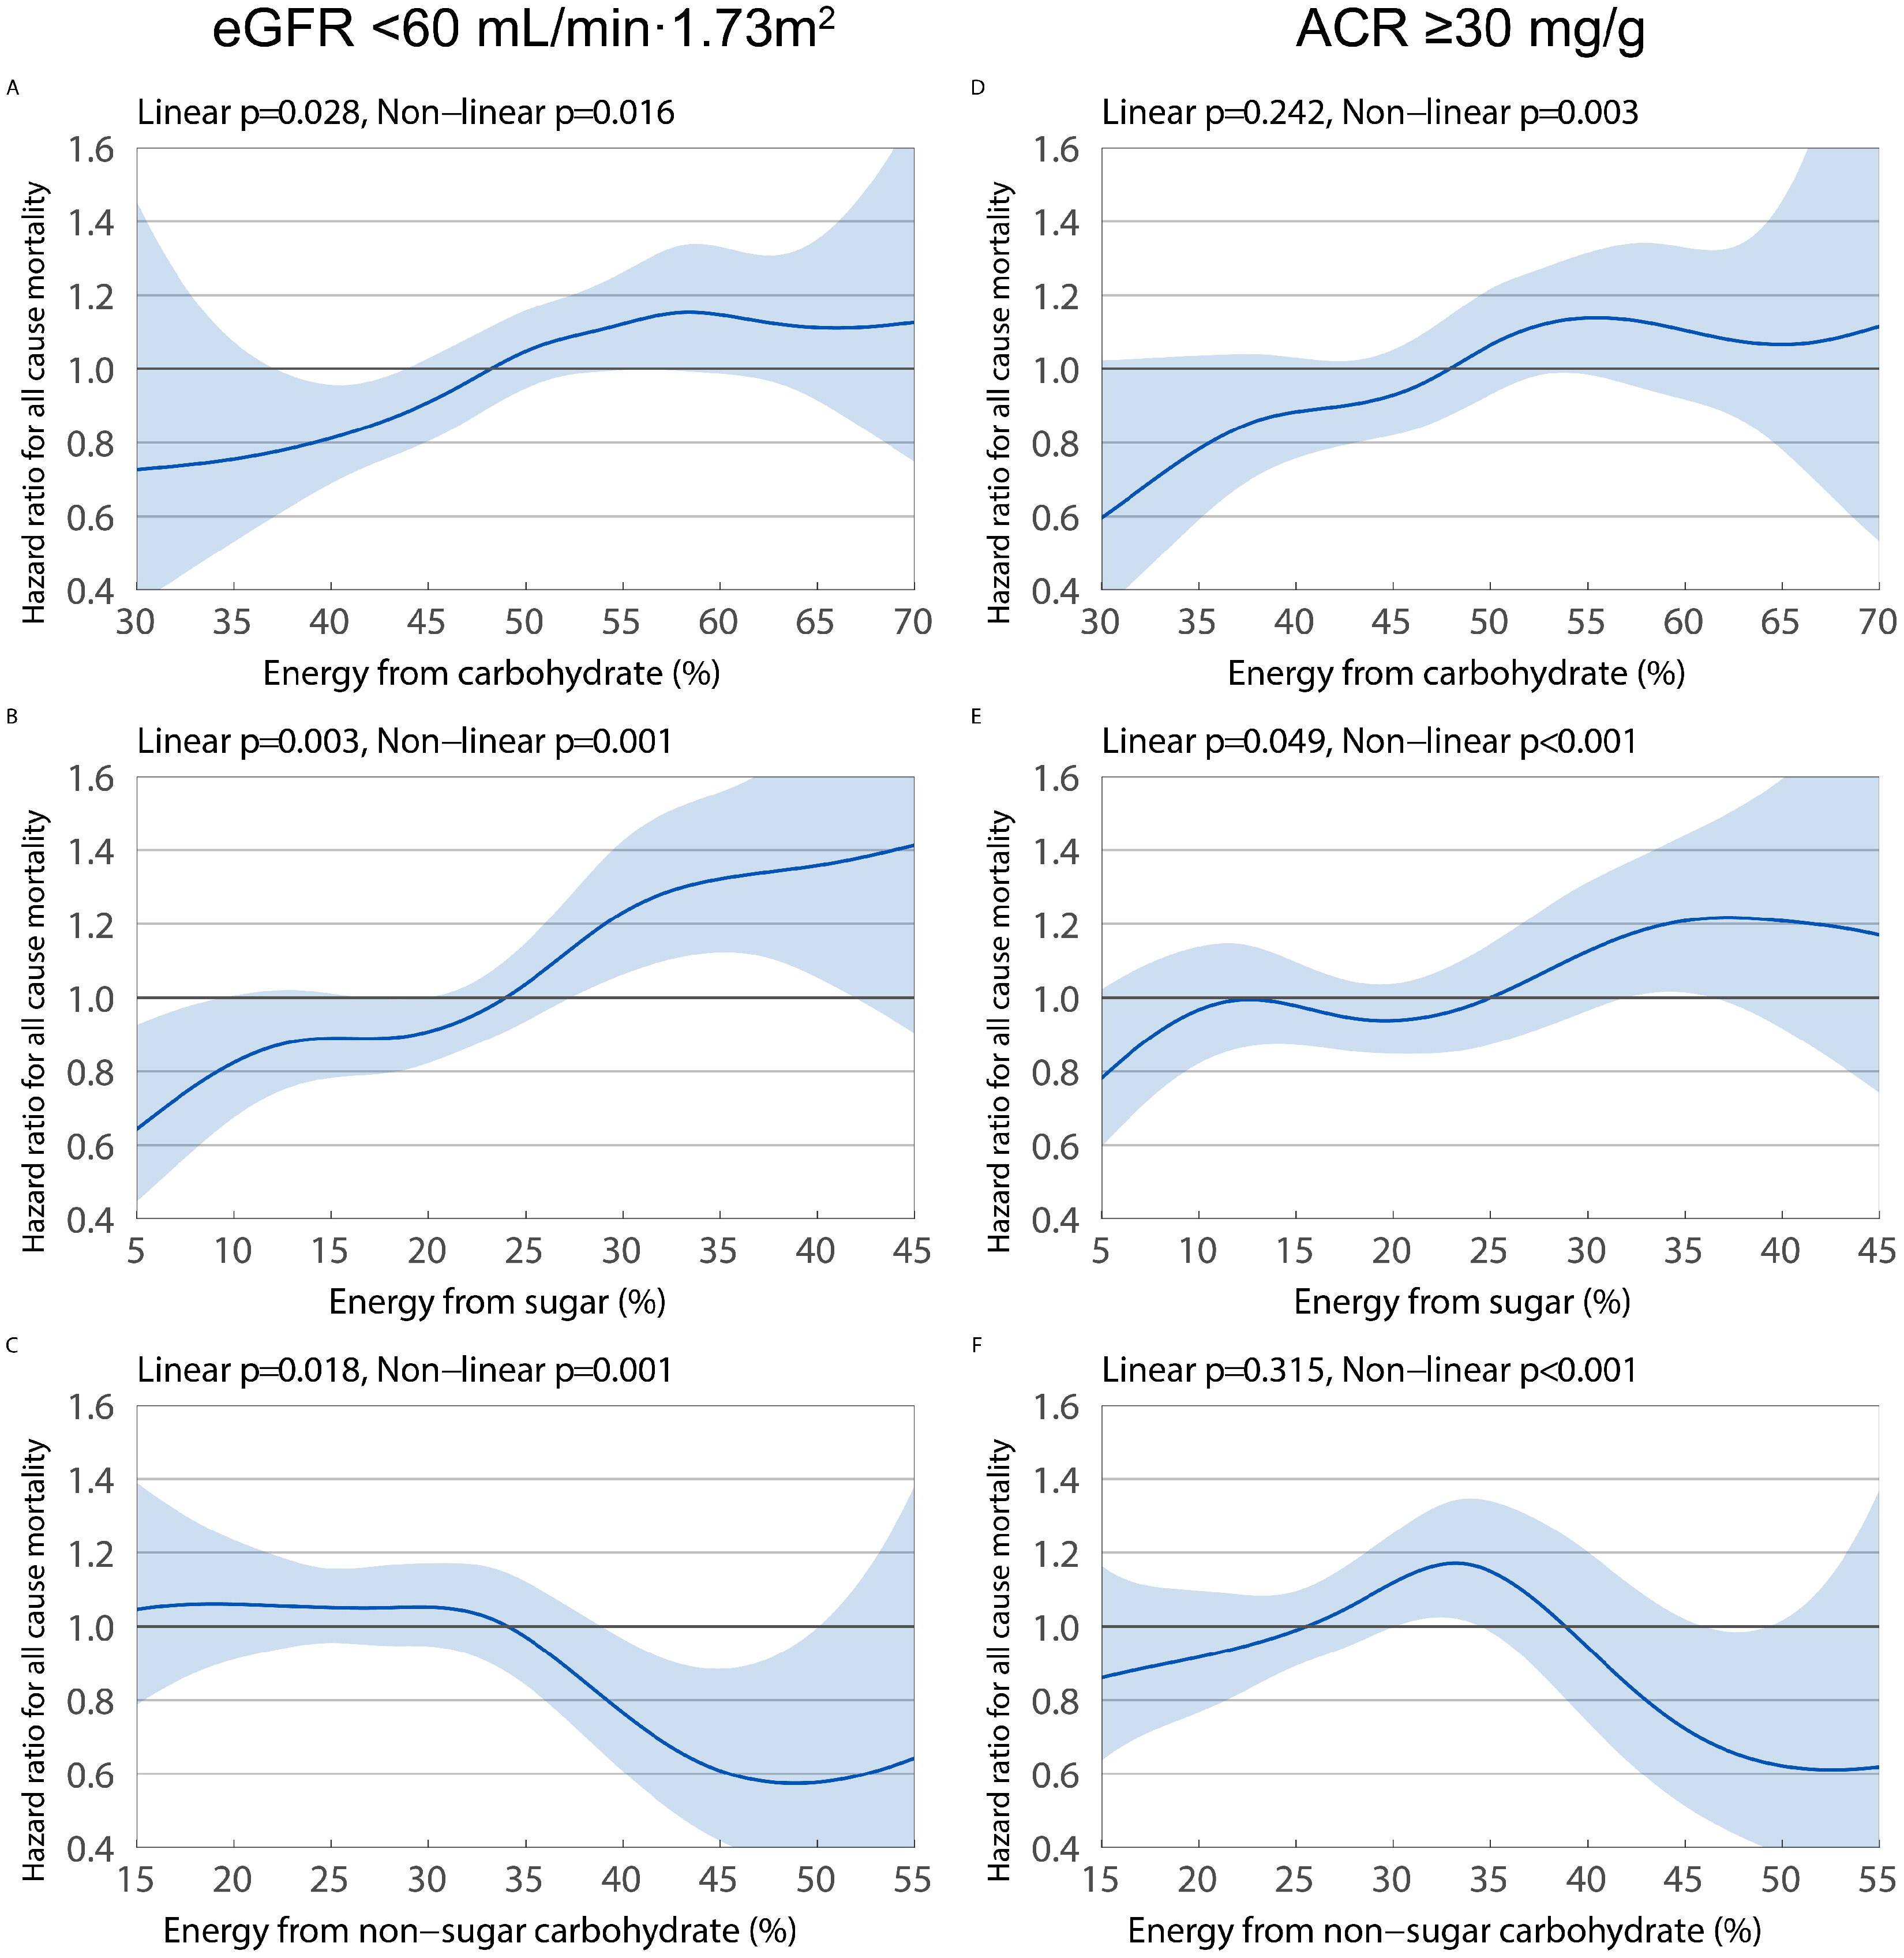 eGFR <60 mL/min·1.73m²
ACR ≥30 mg/g
A
Linear p=0.028, Non−linear p=0.016
Hazard ratio for all cause mortality
1.6
1.4
1.2
1.0
0.8
0.6
0.4
30 35 40 45 50 55 60 65 70
Energy from carbohydrate (%)
D
Linear p=0.242, Non−linear p=0.003
Hazard ratio for all cause mortality
1.6
1.4
1.2
1.0
0.8
0.6
0.4
30 35 40 45 50 55 60 65 70
Energy from carbohydrate (%)
B
Linear p=0.003, Non−linear p=0.001
Hazard ratio for all cause mortality
1.6
1.4
1.2
1.0
0.8
0.6
0.4
5 10 15 20 25 30 35 40 45
Energy from sugar (%)
E
Linear p=0.049, Non−linear p<0.001
Hazard ratio for all cause mortality
1.6
1.4
1.2
1.0
0.8
0.6
0.4
5 10 15 20 25 30 35 40 45
Energy from sugar (%)
C
Linear p=0.018, Non−linear p=0.001
Hazard ratio for all cause mortality
1.6
1.4
1.2
1.0
0.8
0.6
0.4
15 20 25 30 35 40 45 50 55
Energy from non−sugar carbohydrate (%)
F
Linear p=0.315, Non−linear p<0.001
Hazard ratio for all cause mortality
1.6
1.4
1.2
1.0
0.8
0.6
0.4
15 20 25 30 35 40 45 50 55
Energy from non−sugar carbohydrate (%)